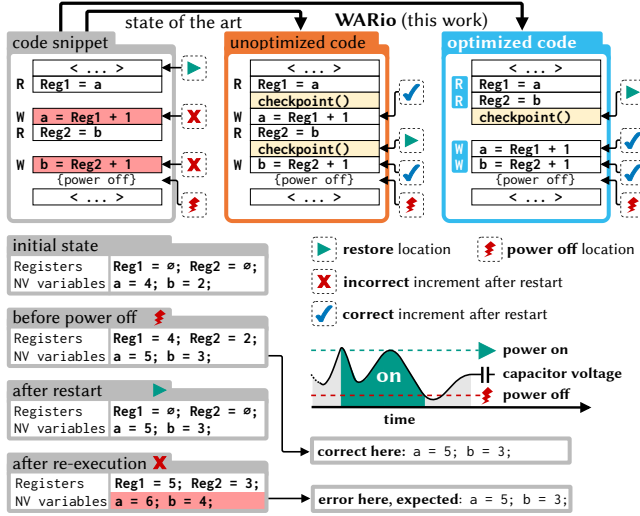 state of the art
WARio (this work)
code snippet
< ... >
R Reg1 = a
W a = Reg1 + 1
R Reg2 = b
W b = Reg2 + 1
{power off}
< ... >
unoptimized code
< ... >
R Reg1 = a
checkpoint()
W a = Reg1 + 1
R Reg2 = b
checkpoint()
W b = Reg2 + 1
{power off}
< ... >
optimized code
< ... >
R Reg1 = a
R Reg2 = b
checkpoint()
W a = Reg1 + 1
W b = Reg2 + 1
{power off}
< ... >
initial state
Registers Reg1 = ∅; Reg2 = ∅;
NV variables a = 4; b = 2;
before power off
Registers Reg1 = 4; Reg2 = 2;
NV variables a = 5; b = 3;
after restart
Registers Reg1 = ∅; Reg2 = ∅;
NV variables a = 5; b = 3;
after re-execution
Registers Reg1 = 5; Reg2 = 3;
NV variables a = 6; b = 4;
restore location
power off location
incorrect increment after restart
correct increment after restart
on
power on
capacitor voltage
power off
time
correct here: a = 5; b = 3;
error here, expected: a = 5; b = 3;